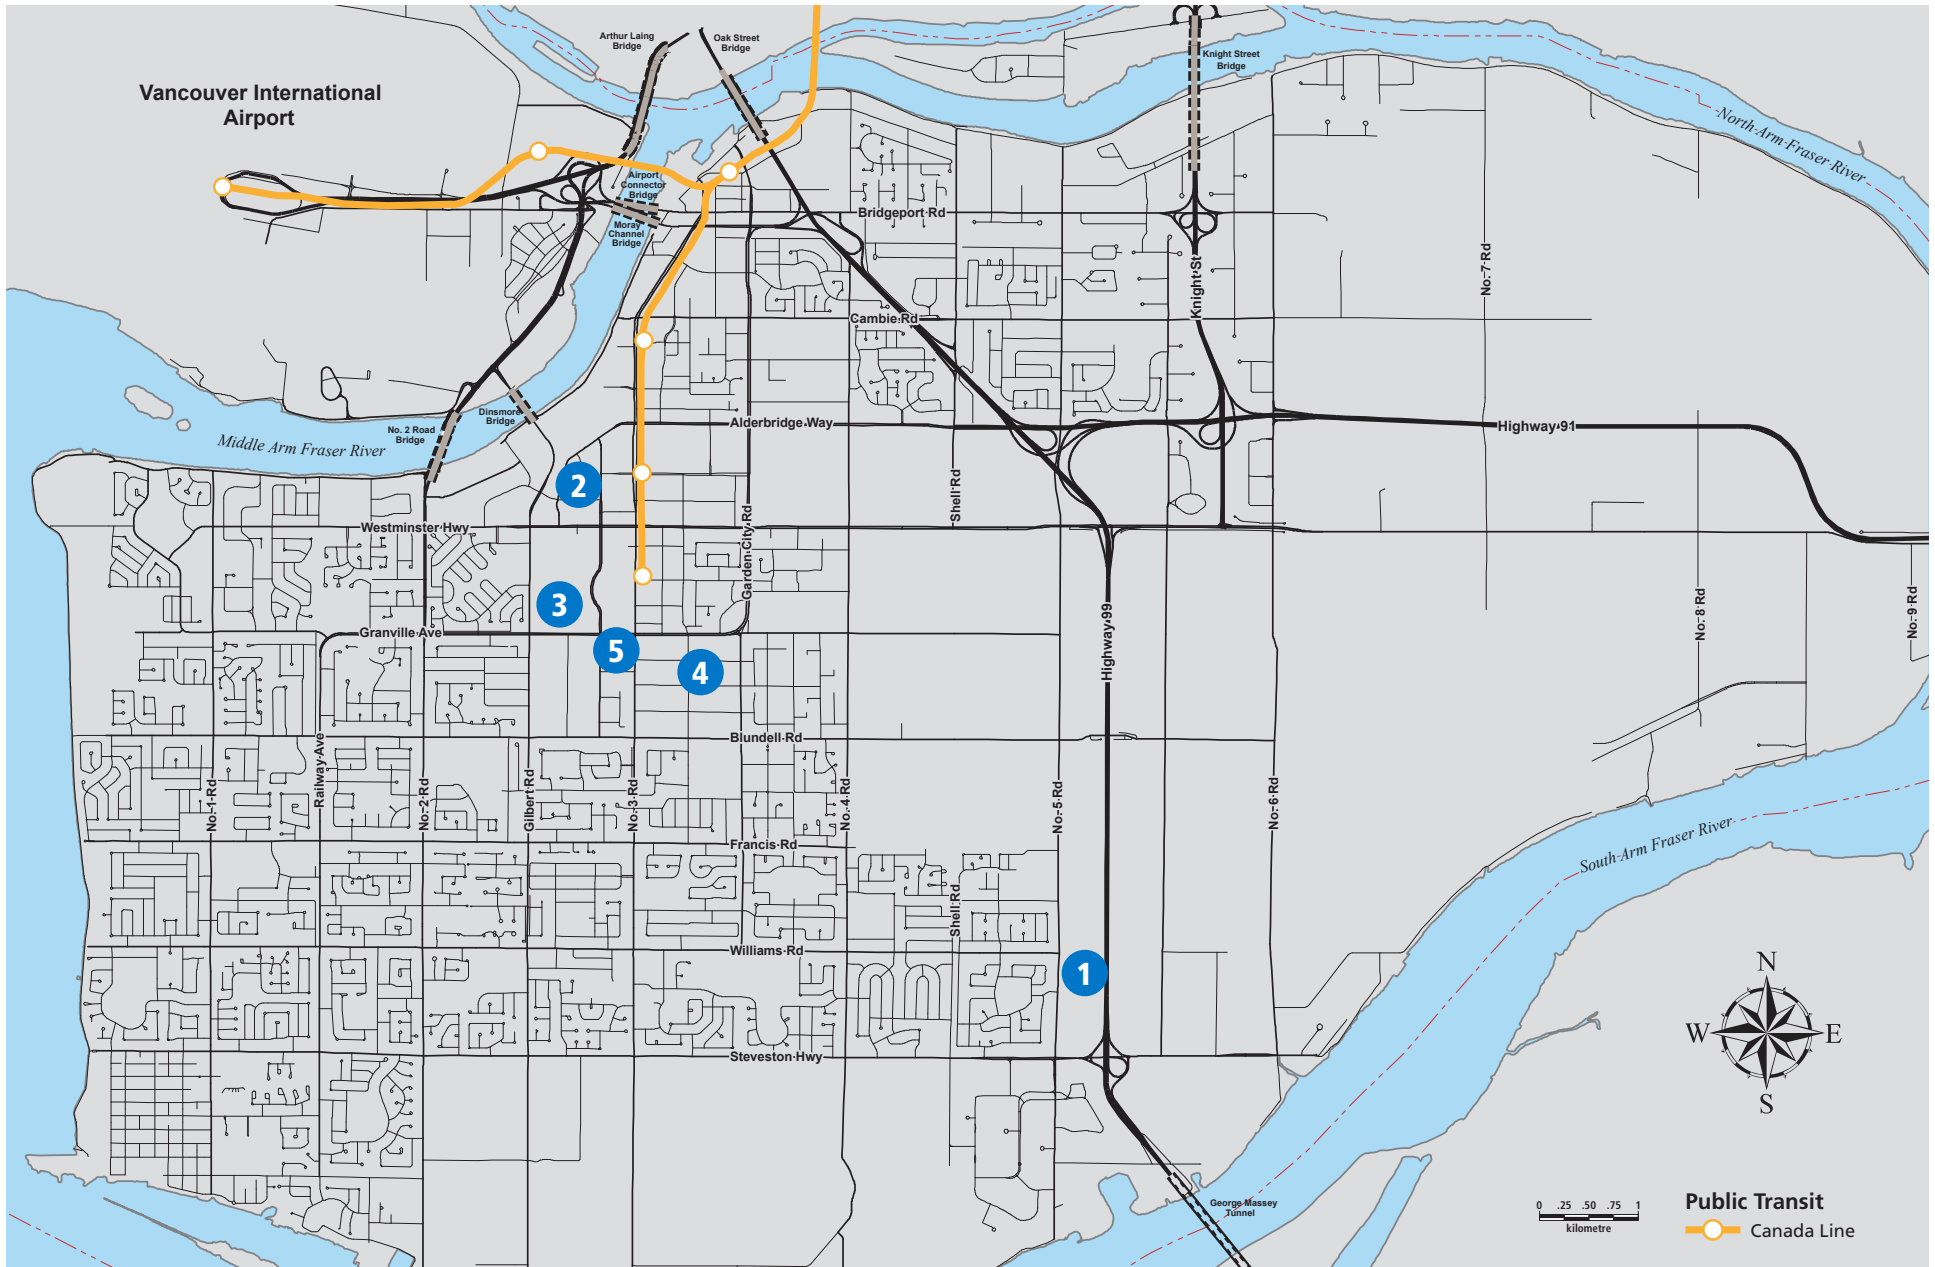 Arthur Laing
Bridge
Oak Street
Bridge
Knight Street
Bridge
Vancouver International
Airport
North Arm Fraser River
Airport
Connector
Bridge
Moray
Channel
Bridge
Bridgeport Rd
Knight St
No. 7 Rd
Cambie Rd
Dinsmore
Bridge
No. 2 Road
Bridge
Middle Arm Fraser River
Alderbridge Way
Highway 91
2
Shell Rd
Garden City Rd
Westminster Hwy
3
Granville Ave
5
4
Highway 99
No. 8 Rd
No. 9 Rd
Blundell Rd
No. 1 Rd
Railway Ave
No. 2 Rd
Gilbert Rd
No. 3 Rd
No. 4 Rd
No. 5 Rd
No. 6 Rd
Francis Rd
South Arm Fraser River
Shell Rd
Williams Rd
1
Steveston Hwy
N
W
E
S
George Massey
Tunnel
0 .25 .50 .75 1
kilometre
Public Transit
Canada Line